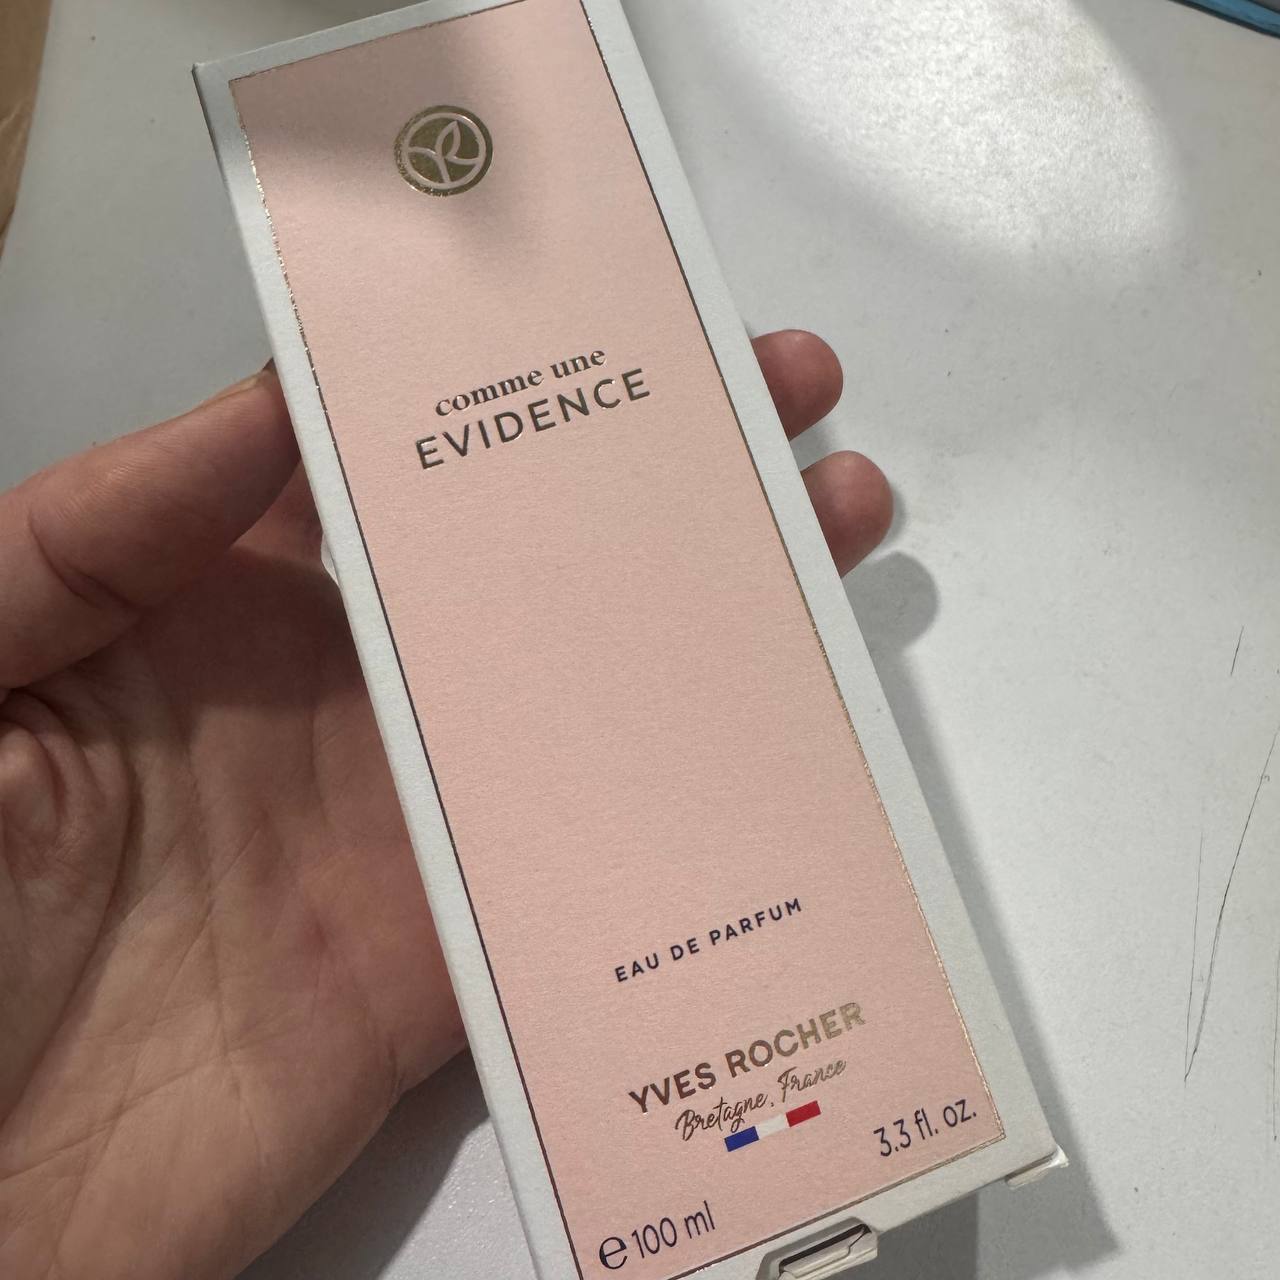 comme une
EVIDENCE
EAU DE PARFUM
YVES ROCHER
Bretagne, France
3.3 fl. oz.
e 100 ml